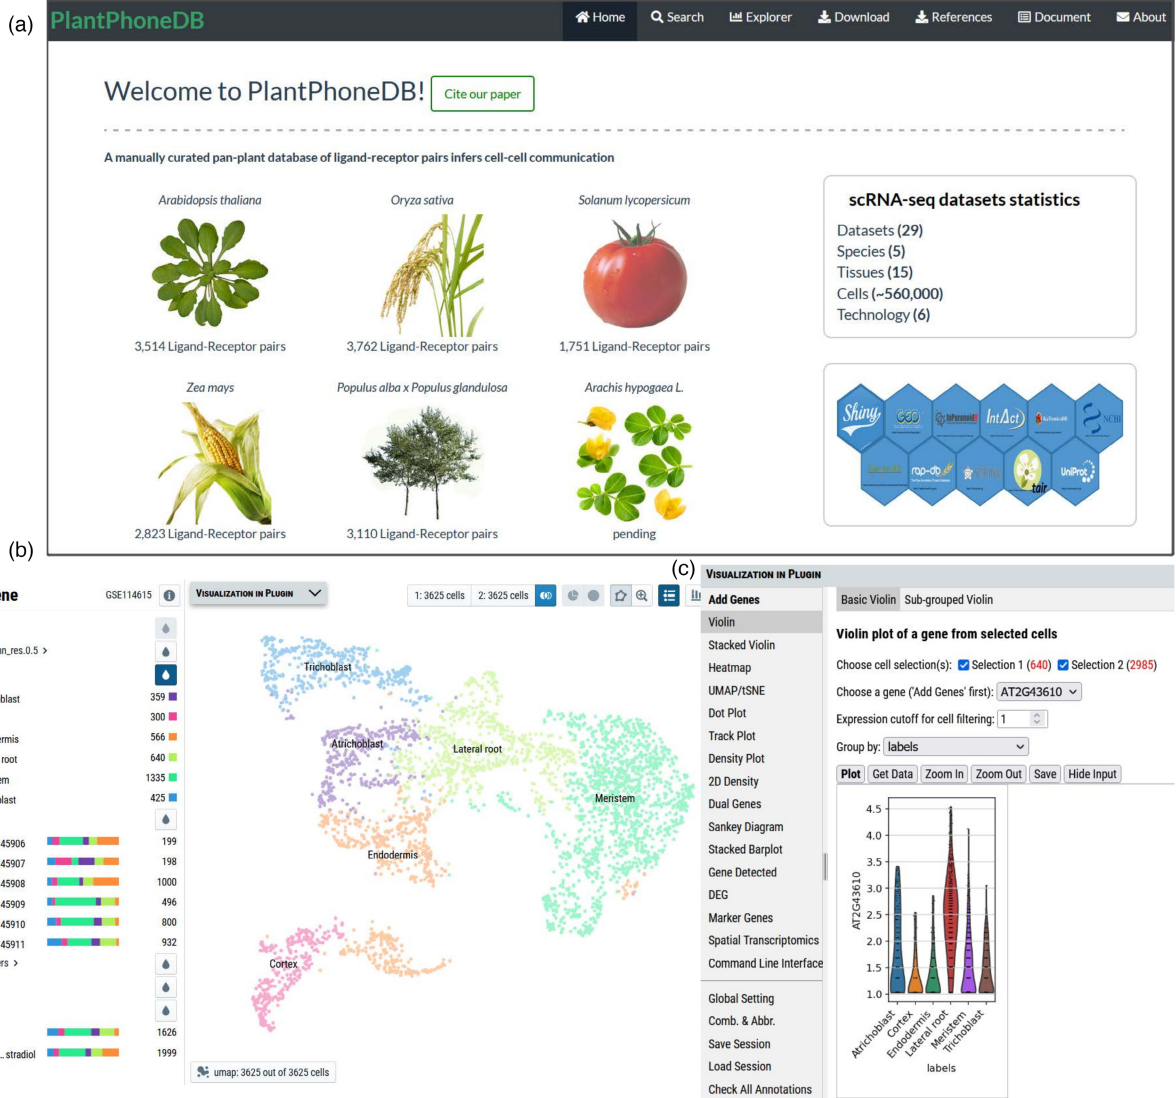 (a)
PlantPhoneDB
Home Search Explorer Download References Document About
Welcome to PlantPhoneDB! Cite our paper
A manually curated pan-plant database of ligand-receptor pairs infers cell-cell communication
Arabidopsis thaliana Oryza sativa Solanum lycopersicum
3,514 Ligand-Receptor pairs 3,762 Ligand-Receptor pairs 1,751 Ligand-Receptor pairs
Zea mays Populus alba x Populus glandulosa Arachis hypogaea L.
2,823 Ligand-Receptor pairs 3,110 Ligand-Receptor pairs pending
scRNA-seq datasets statistics
Datasets (29)
Species (5)
Tissues (15)
Cells (~560,000)
Technology (6)
Shiny GEO InParanoid IntAct NCBI
rap-db tair UniProt
(b)
ene GSE114615
VISUALIZATION IN PLUGIN
1: 3625 cells 2: 3625 cells
n_res.0.5 >
blast 359
300
ermis 566
root 640
em 1335
last 425
45906 199
45907 198
45908 1000
45909 496
45910 800
45911 932
ers >
1626
.. stradiol 1999
Trichoblast
Atrichoblast
Lateral root
Meristem
Endodermis
Cortex
umap: 3625 out of 3625 cells
(c)
VISUALIZATION IN PLUGIN
Add Genes
Violin
Stacked Violin
Heatmap
UMAP/tSNE
Dot Plot
Track Plot
Density Plot
2D Density
Dual Genes
Sankey Diagram
Stacked Barplot
Gene Detected
DEG
Marker Genes
Spatial Transcriptomics
Command Line Interface
Global Setting
Comb. & Abbr.
Save Session
Load Session
Check All Annotations
Basic Violin Sub-grouped Violin
Violin plot of a gene from selected cells
Choose cell selection(s): Selection 1 (640) Selection 2 (2985)
Choose a gene ('Add Genes' first): AT2G43610
Expression cutoff for cell filtering: 1
Group by: labels
Plot Get Data Zoom In Zoom Out Save Hide Input
4.5
4.0
3.5
3.0
2.5
2.0
1.5
1.0
AT2G43610
Atrichoblast
Cortex
Endodermis
Lateral root
Meristem
Trichoblast
labels